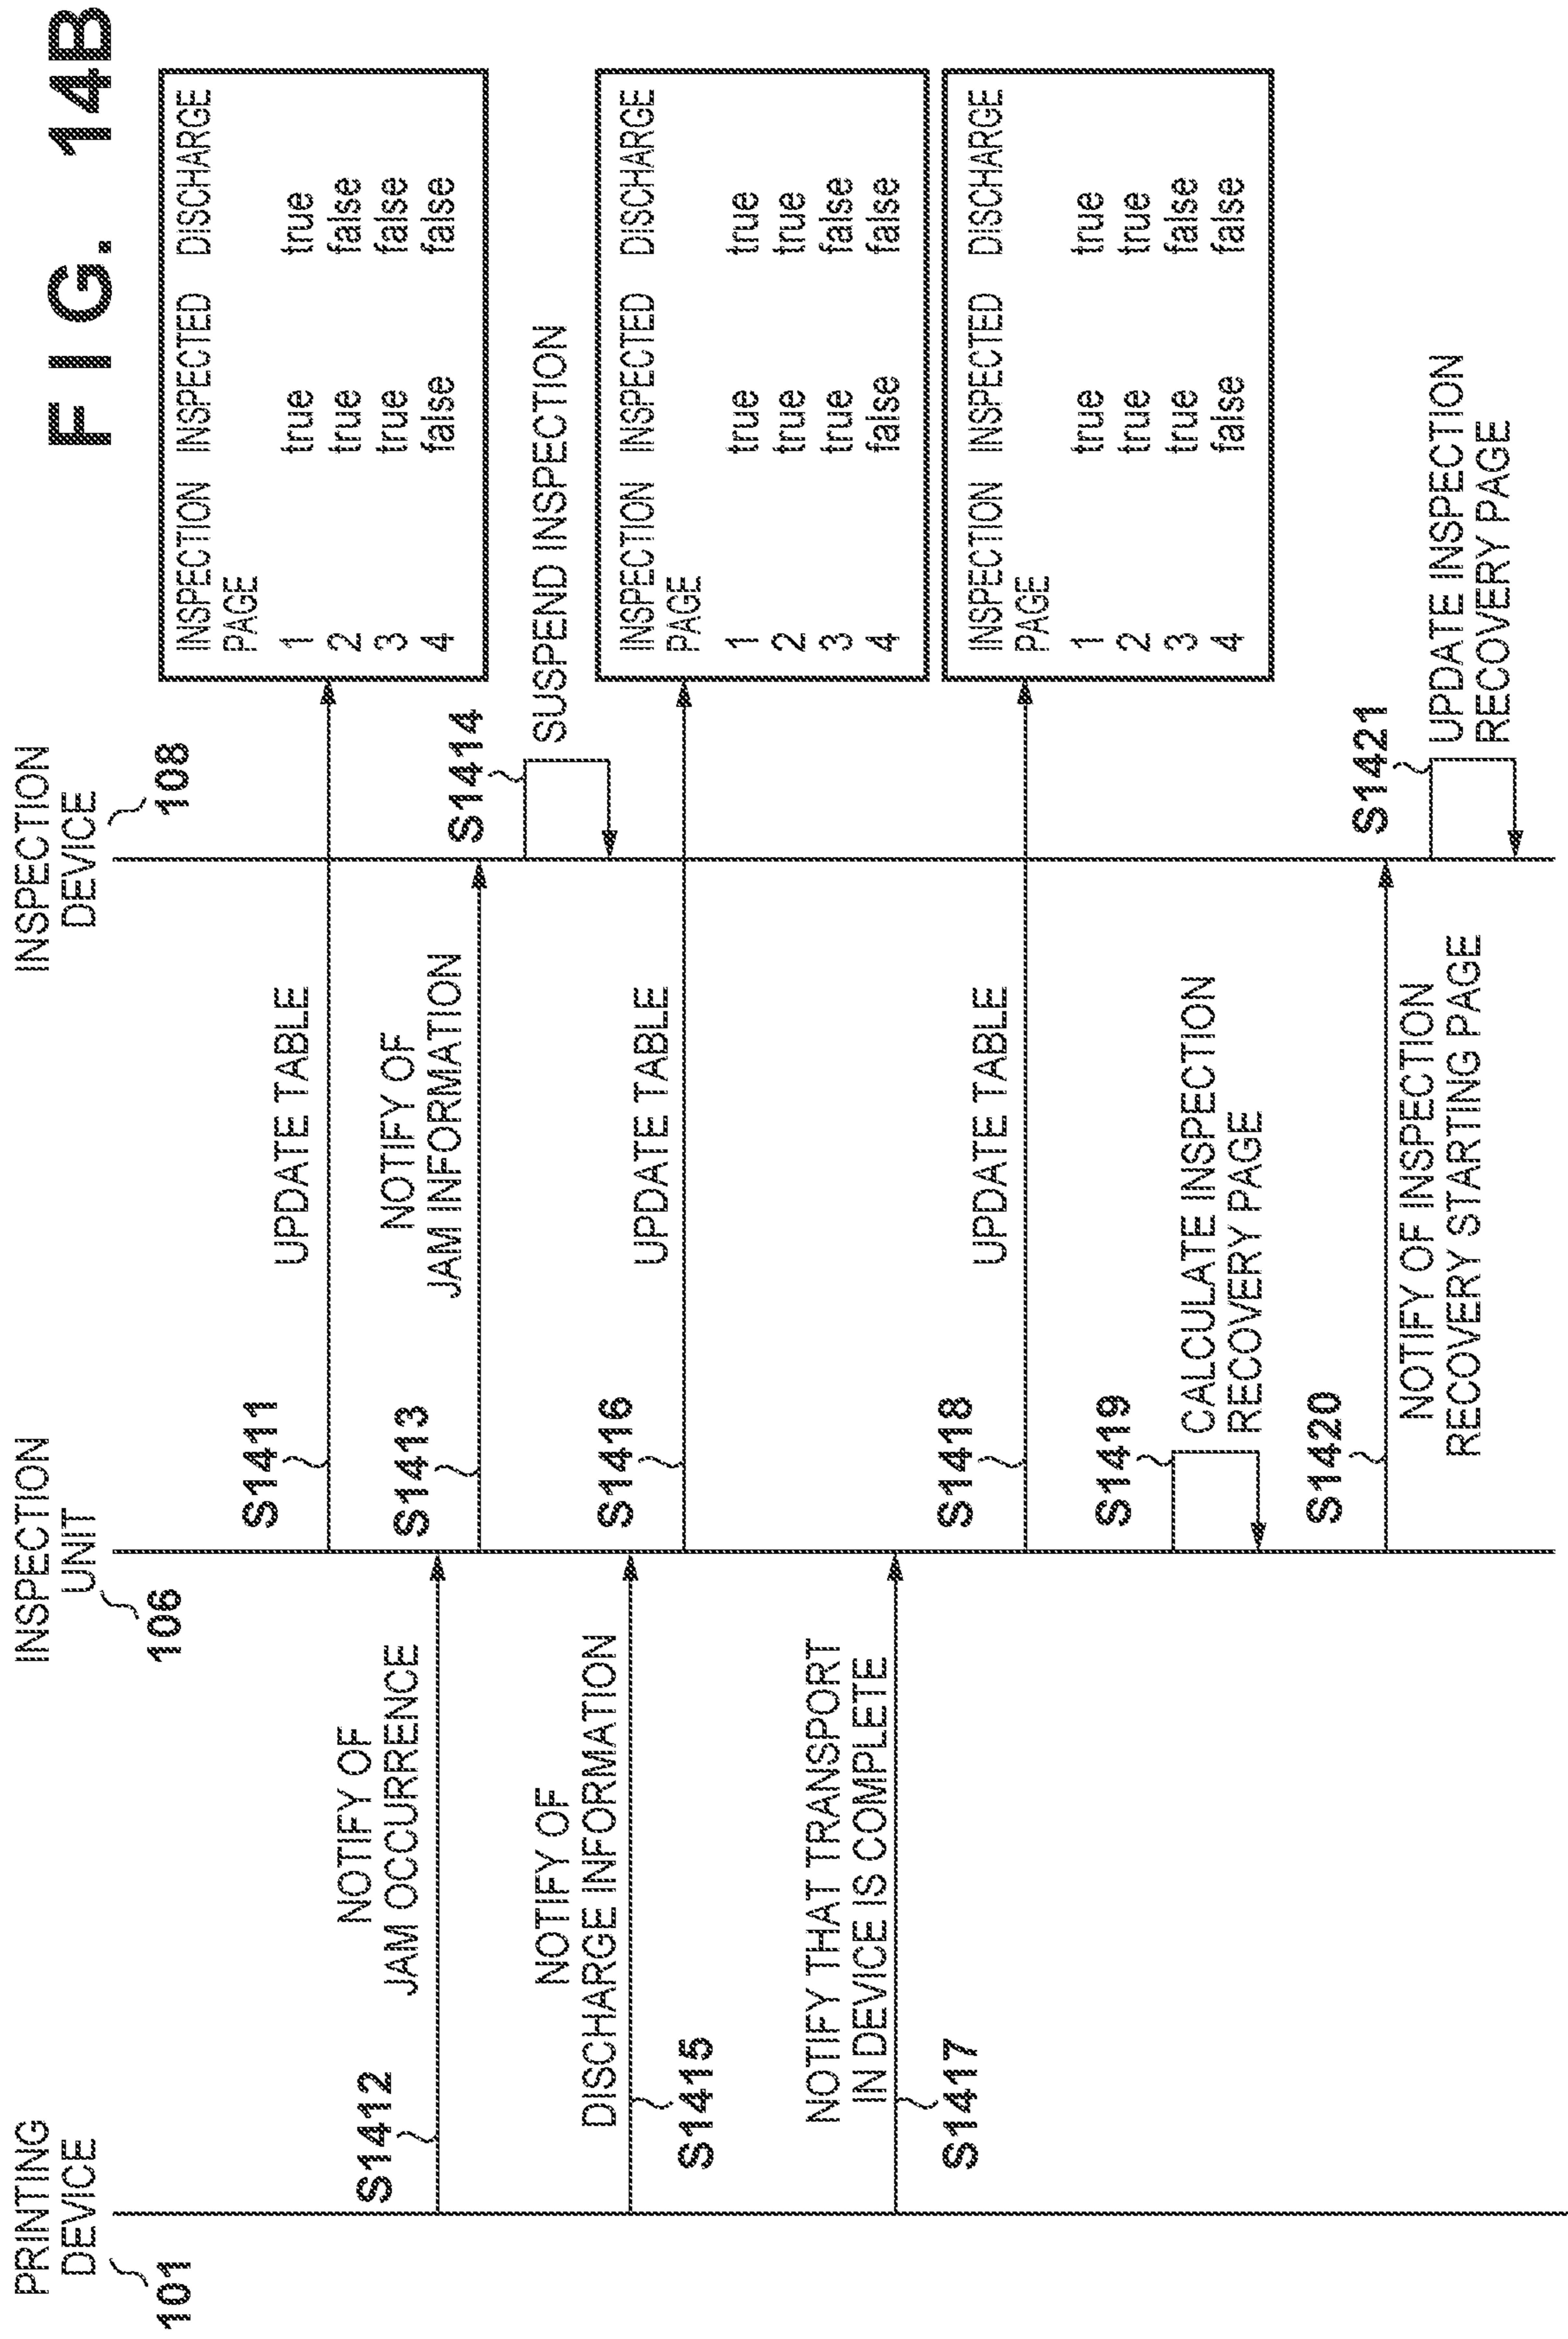 FIG. 14B
PRINTING
DEVICE
101
INSPECTION
UNIT
106
INSPECTION
DEVICE
108
S1411
UPDATE TABLE
INSPECTION INSPECTED DISCHARGE
PAGE
1 true true
2 true false
3 true false
4 false false
S1412
NOTIFY OF
JAM OCCURRENCE
S1413
NOTIFY OF
JAM INFORMATION
S1414
SUSPEND INSPECTION
NOTIFY OF
DISCHARGE INFORMATION
S1415
S1416
UPDATE TABLE
INSPECTION INSPECTED DISCHARGE
PAGE
1 true true
2 true true
3 true false
4 false false
NOTIFY THAT TRANSPORT
IN DEVICE IS COMPLETE
S1417
S1418
UPDATE TABLE
INSPECTION INSPECTED DISCHARGE
PAGE
1 true true
2 true true
3 true false
4 false false
S1419
CALCULATE INSPECTION
RECOVERY PAGE
S1420
NOTIFY OF INSPECTION
RECOVERY STARTING PAGE
S1421
UPDATE INSPECTION
RECOVERY PAGE